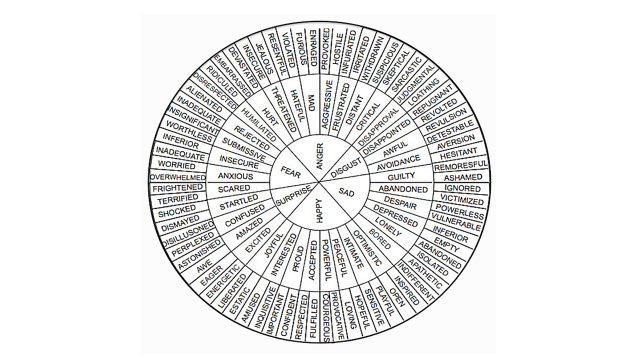 ANGER
DISGUST
SAD
HAPPY
SURPRISE
FEAR
MAD
AGGRESSIVE
FRUSTRATED
DISTANT
CRITICAL
DISAPPROVAL
DISAPPOINTED
AWFUL
AVOIDANCE
GUILTY
ABANDONED
DESPAIR
DEPRESSED
LONELY
BORED
OPTIMISTIC
INTIMATE
PEACEFUL
POWERFUL
ACCEPTED
PROUD
INTERESTED
JOYFUL
EXCITED
AMAZED
CONFUSED
STARTLED
SCARED
ANXIOUS
INSECURE
SUBMISSIVE
REJECTED
HUMILIATED
HURT
THREATENED
HATEFUL
ENRAGED
PROVOKED
HOSTILE
INFURIATED
IRRITATED
WITHDRAWN
SUSPICIOUS
SKEPTICAL
SARCASTIC
JUDGMENTAL
LOATHING
REPUGNANT
REVOLTED
REVULSION
DETESTABLE
AVERSION
HESITANT
REMORESFUL
ASHAMED
IGNORED
VICTIMIZED
POWERLESS
VULNERABLE
INFERIOR
EMPTY
ABANDONED
ISOLATED
APATHETIC
INDIFFERENT
INSPIRED
OPEN
PLAYFUL
SENSITIVE
HOPEFUL
LOVING
PROVOCATIVE
COURGEOUS
FULFILLED
RESPECTED
CONFIDENT
IMPORTANT
INQUISITIVE
AMUSED
ESTATIC
LIBERATED
ENERGETIC
EAGER
AWE
ASTONISHED
PERPLEXED
DISILLUSIONED
DISMAYED
SHOCKED
TERRIFIED
FRIGHTENED
OVERWHELMED
WORRIED
INADEQUATE
INFERIOR
WORTHLESS
INSIGNIFICANT
INADEQUATE
ALIENATED
DISRESPECTED
RIDICULED
EMBARRASSED
DEVASTATED
INSECURE
JEALOUS
RESENTFUL
VIOLATED
FURIOUS